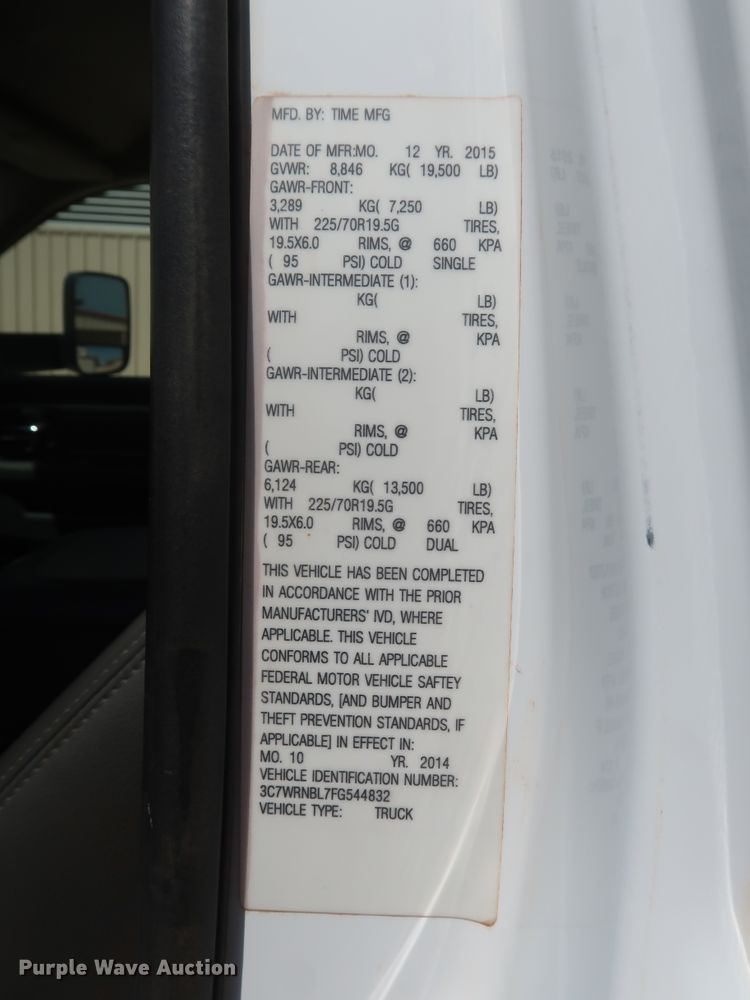 MFD. BY: TIME MFG
DATE OF MFR:MO. 12 YR. 2015
GVWR: 8,846 KG( 19,500 LB)
GAWR-FRONT:
3,289 KG( 7,250 LB)
WITH 225/70R19.5G TIRES,
19.5X6.0 RIMS, @ 660 KPA
( 95 PSI) COLD SINGLE
GAWR-INTERMEDIATE (1):
KG( LB)
WITH TIRES,
RIMS, @ KPA
( PSI) COLD
GAWR-INTERMEDIATE (2):
KG( LB)
WITH TIRES,
RIMS, @ KPA
( PSI) COLD
GAWR-REAR:
6,124 KG( 13,500 LB)
WITH 225/70R19.5G TIRES,
19.5X6.0 RIMS, @ 660 KPA
( 95 PSI) COLD DUAL
THIS VEHICLE HAS BEEN COMPLETED
IN ACCORDANCE WITH THE PRIOR
MANUFACTURERS' IVD, WHERE
APPLICABLE. THIS VEHICLE
CONFORMS TO ALL APPLICABLE
FEDERAL MOTOR VEHICLE SAFTEY
STANDARDS, [AND BUMPER AND
THEFT PREVENTION STANDARDS, IF
APPLICABLE] IN EFFECT IN:
MO. 10 YR. 2014
VEHICLE IDENTIFICATION NUMBER:
3C7WRNBL7FG544832
VEHICLE TYPE: TRUCK
Purple Wave Auction